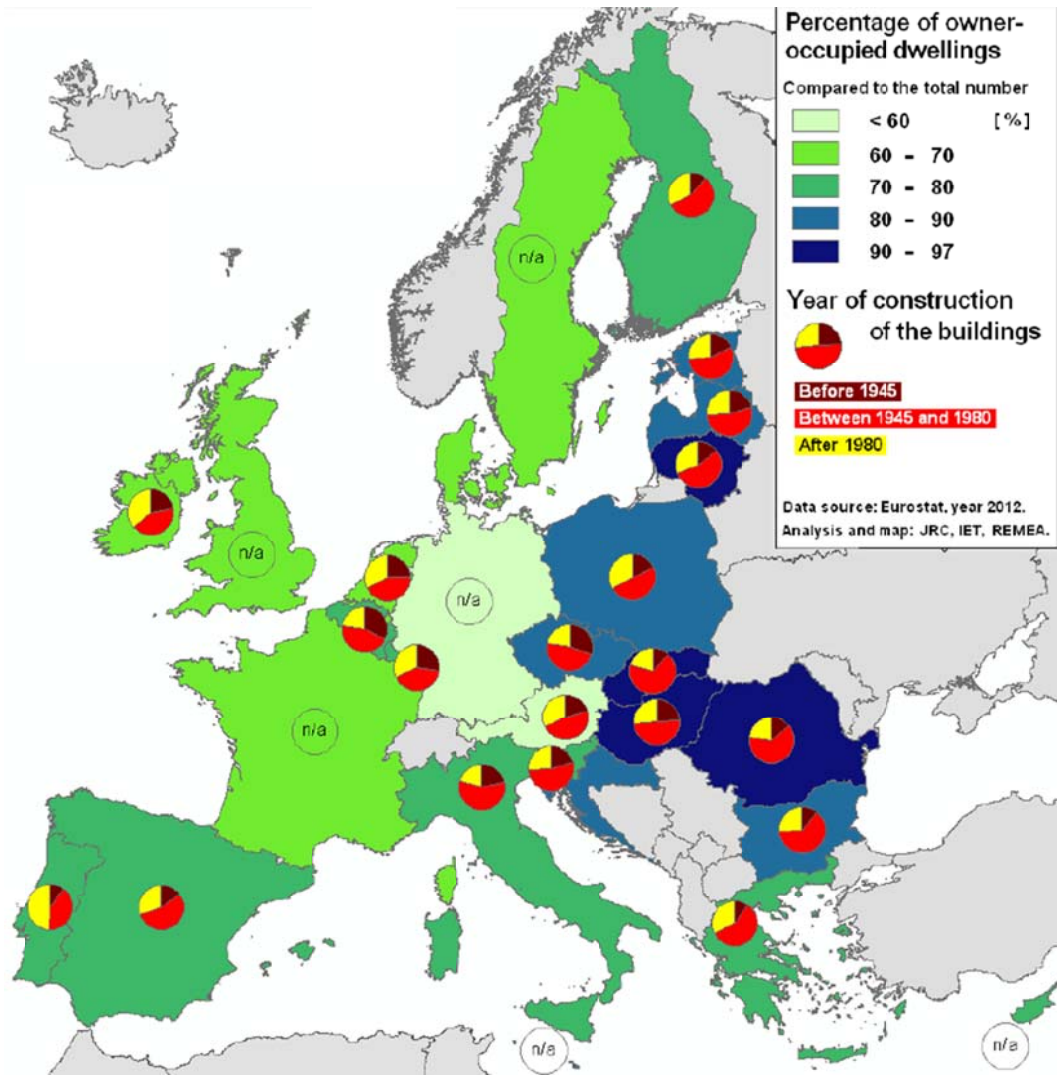 Percentage of owner-
occupied dwellings
Compared to the total number
< 60 [%]
60 - 70
70 - 80
80 - 90
90 - 97
Year of construction
of the buildings
Before 1945
Between 1945 and 1980
After 1980
Data source: Eurostat, year 2012.
Analysis and map: JRC, IET, REMEA.
n/a
n/a
n/a
n/a
n/a
n/a